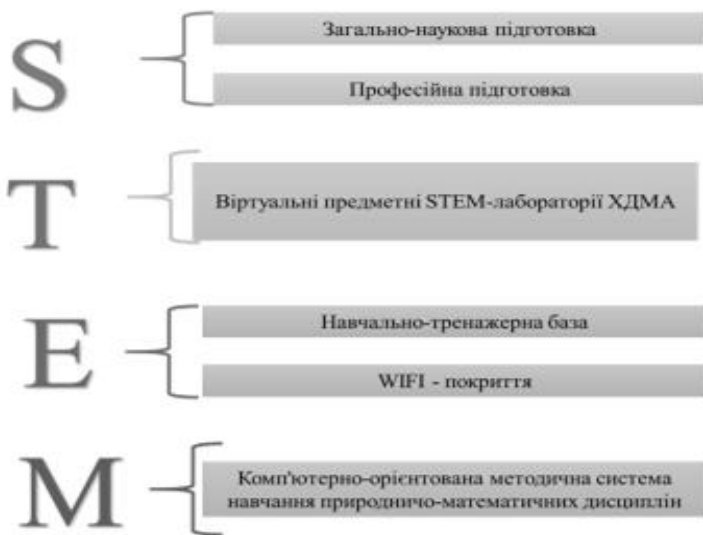 S
Загально-наукова підготовка
Професійна підготовка
T
Віртуальні предметні STEM-лабораторії ХДМА
E
Навчально-тренажерна база
WIFI - покриття
M
Комп'ютерно-орієнтована методична система
навчання природничо-математичних дисциплін